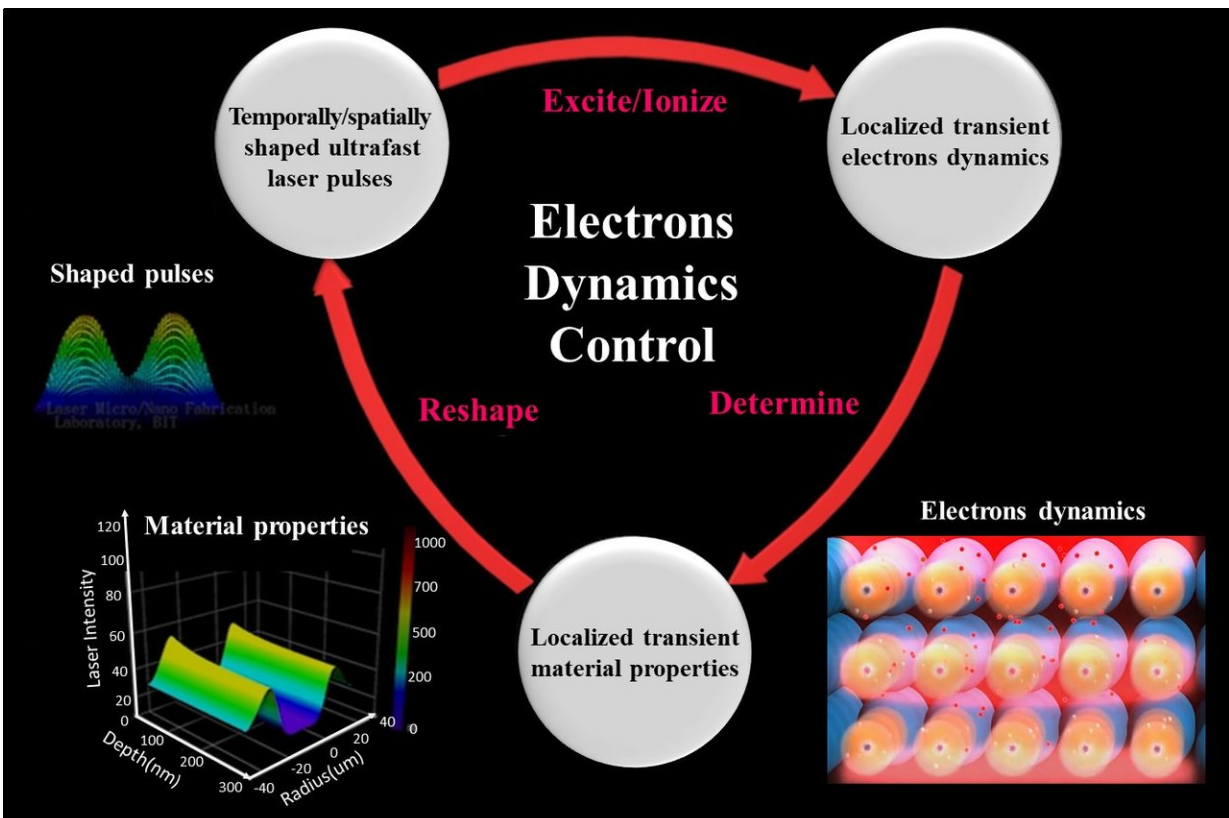 Temporally/spatially
shaped ultrafast
laser pulses
Excite/Ionize
Localized transient
electrons dynamics
Electrons
Dynamics
Control
Shaped pulses
Laser Micro/Nano Fabrication
Laboratory, BIT
Reshape
Determine
Material properties
Laser Intensity
120
100
80
60
40
20
0
Depth(nm)
100
200
300
Radius(um)
-40
-20
0
20
40
1000
700
500
200
0
Localized transient
material properties
Electrons dynamics